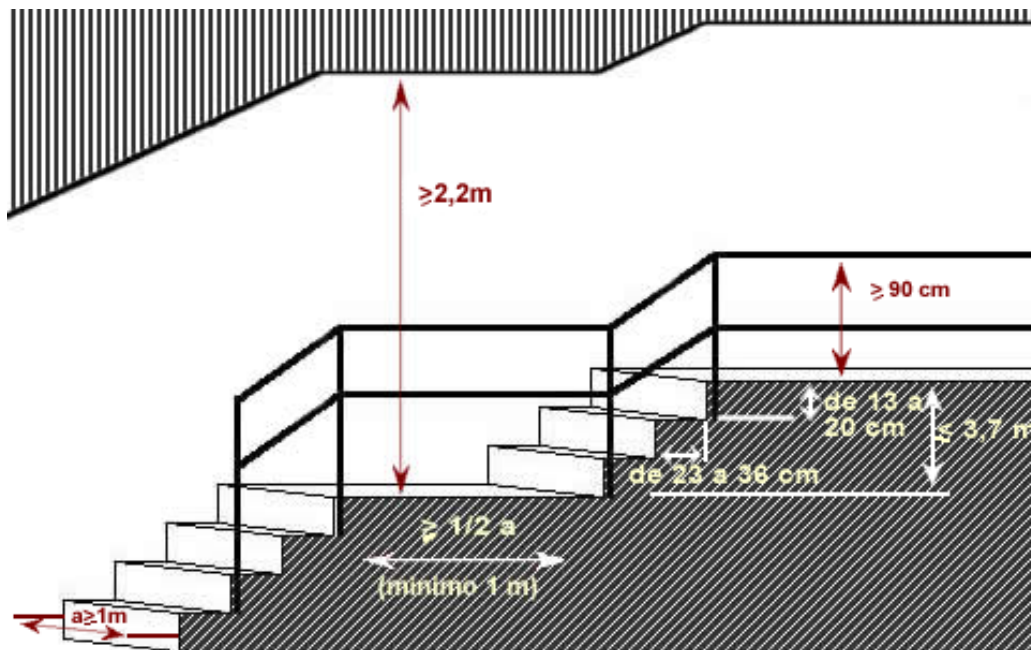 ≥2,2m
≥ 90 cm
de 13 a
20 cm
≤ 3,7 m
de 23 a 36 cm
≥ 1/2 a
(mínimo 1 m)
a≥1m